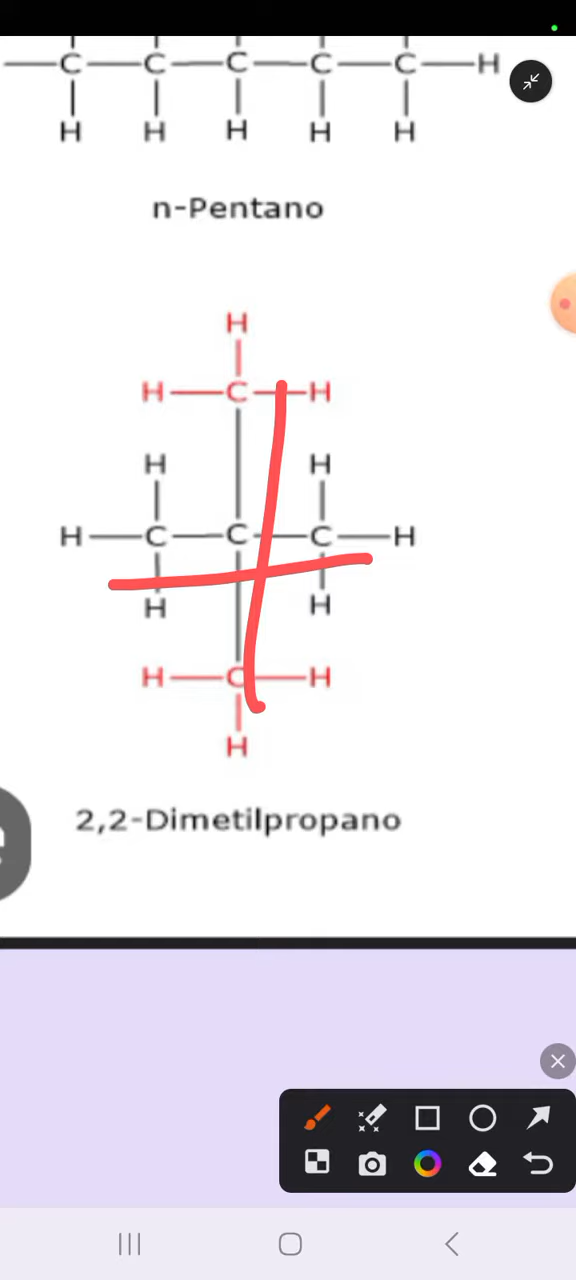 C C C C C H
H H H H H
n-Pentano
H
H C H
H H
H C C C H
H H
H C H
H
2,2-Dimetilpropano